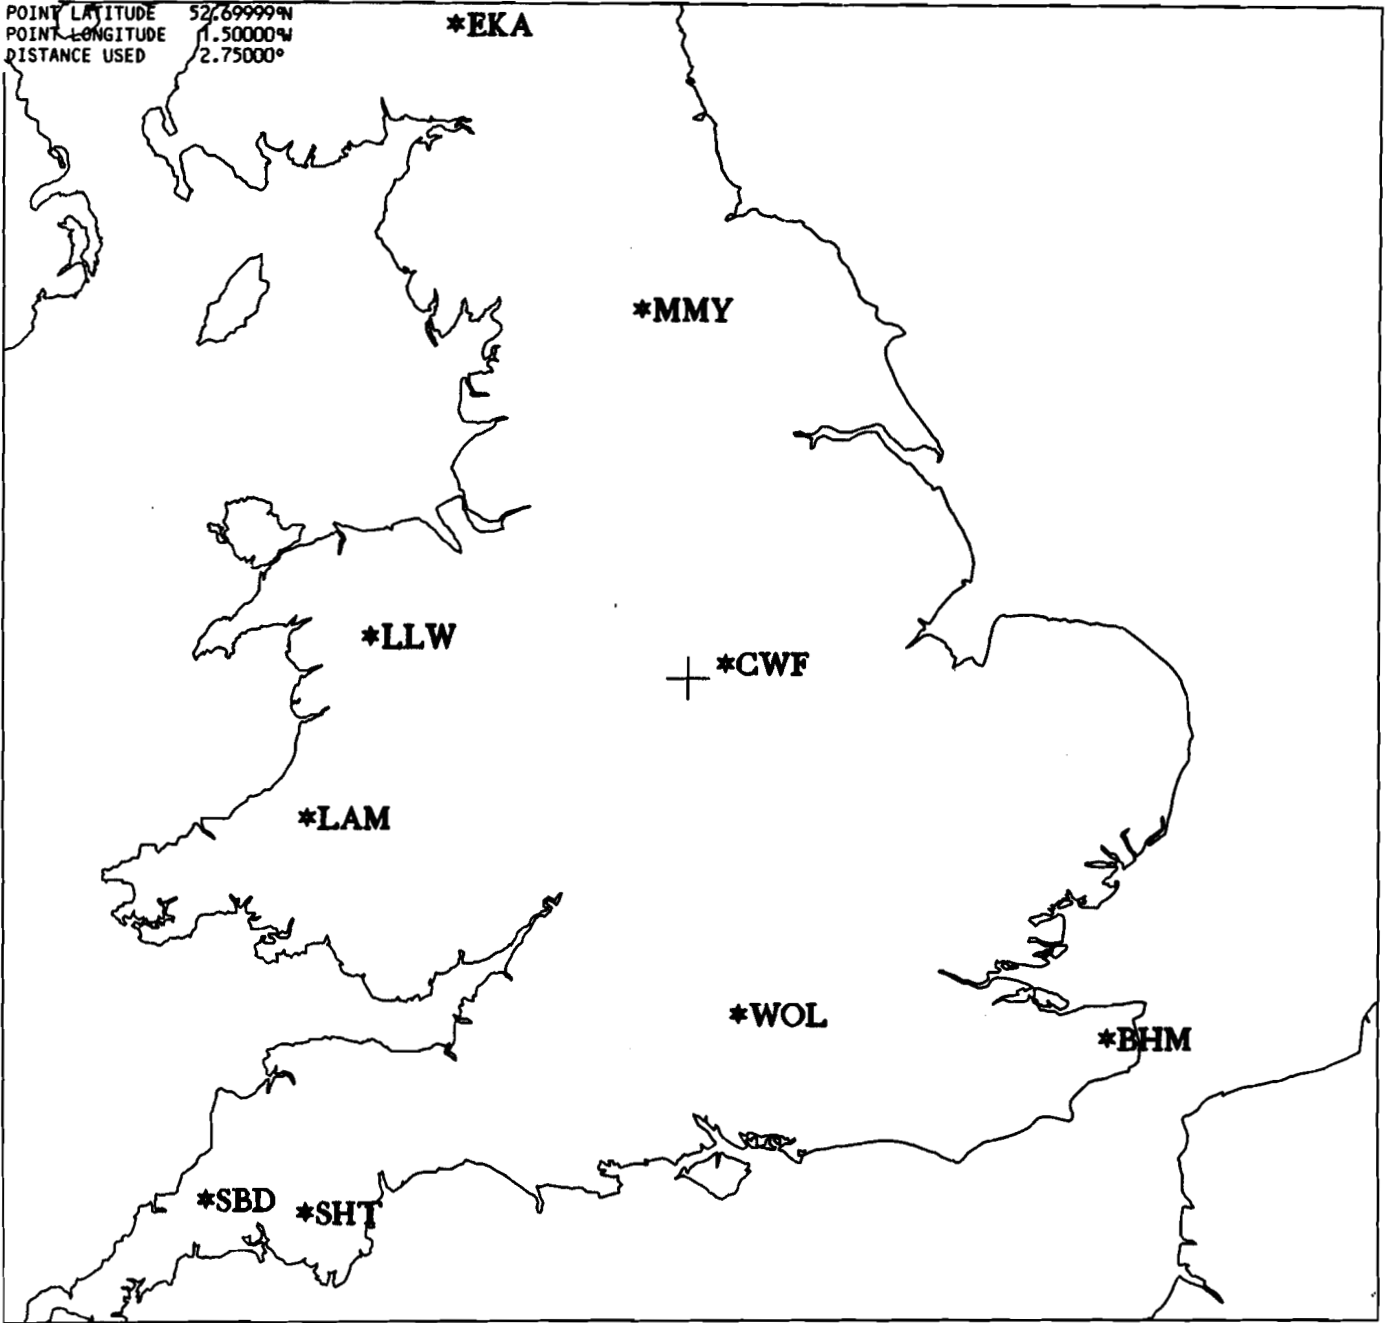 POINT LATITUDE 52.69999°N
POINT LONGITUDE 1.50000°W
DISTANCE USED 2.75000°
*EKA
*MMY
*LLW
*CWF
*LAM
*WOL
*BHM
*SBD
*SHT